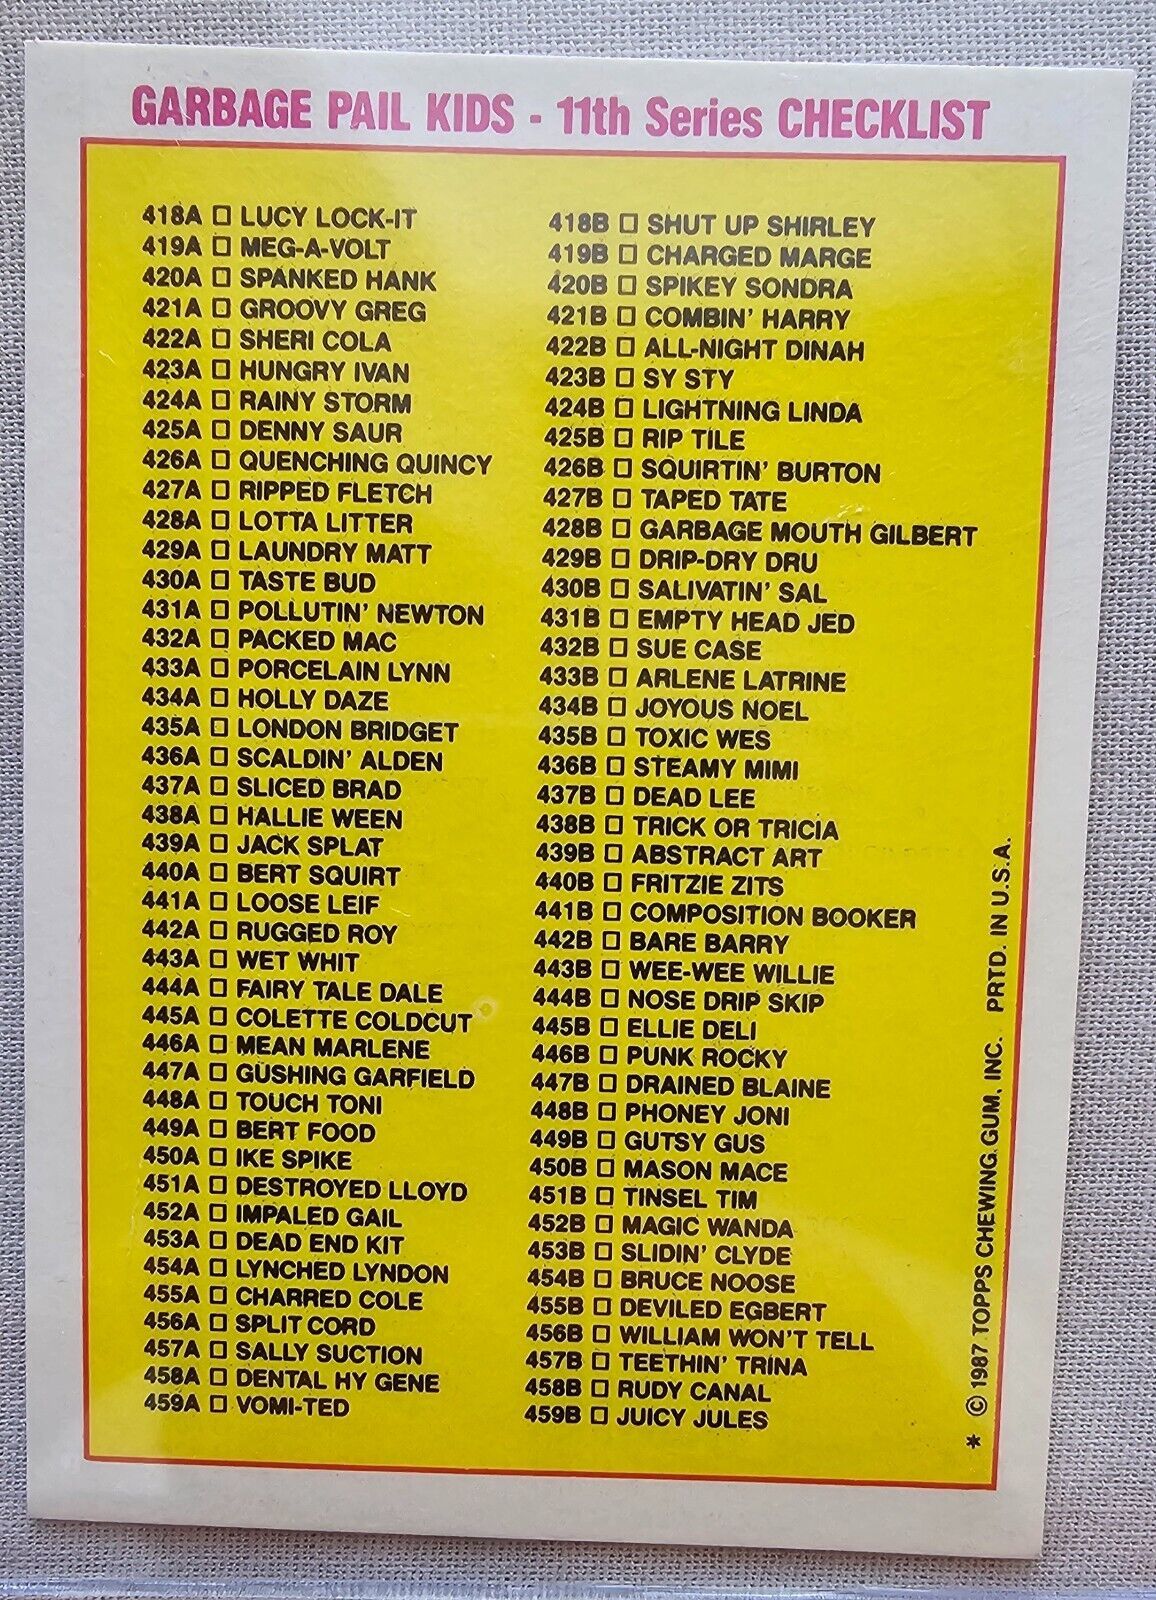 GARBAGE PAIL KIDS - 11th Series CHECKLIST
418A □ LUCY LOCK-IT
419A □ MEG-A-VOLT
420A □ SPANKED HANK
421A □ GROOVY GREG
422A □ SHERI COLA
423A □ HUNGRY IVAN
424A □ RAINY STORM
425A □ DENNY SAUR
426A □ QUENCHING QUINCY
427A □ RIPPED FLETCH
428A □ LOTTA LITTER
429A □ LAUNDRY MATT
430A □ TASTE BUD
431A □ POLLUTIN' NEWTON
432A □ PACKED MAC
433A □ PORCELAIN LYNN
434A □ HOLLY DAZE
435A □ LONDON BRIDGET
436A □ SCALDIN' ALDEN
437A □ SLICED BRAD
438A □ HALLIE WEEN
439A □ JACK SPLAT
440A □ BERT SQUIRT
441A □ LOOSE LEIF
442A □ RUGGED ROY
443A □ WET WHIT
444A □ FAIRY TALE DALE
445A □ COLETTE COLDCUT
446A □ MEAN MARLENE
447A □ GUSHING GARFIELD
448A □ TOUCH TONI
449A □ BERT FOOD
450A □ IKE SPIKE
451A □ DESTROYED LLOYD
452A □ IMPALED GAIL
453A □ DEAD END KIT
454A □ LYNCHED LYNDON
455A □ CHARRED COLE
456A □ SPLIT CORD
457A □ SALLY SUCTION
458A □ DENTAL HY GENE
459A □ VOMI-TED
418B □ SHUT UP SHIRLEY
419B □ CHARGED MARGE
420B □ SPIKEY SONDRA
421B □ COMBIN' HARRY
422B □ ALL-NIGHT DINAH
423B □ SY STY
424B □ LIGHTNING LINDA
425B □ RIP TILE
426B □ SQUIRTIN' BURTON
427B □ TAPED TATE
428B □ GARBAGE MOUTH GILBERT
429B □ DRIP-DRY DRU
430B □ SALIVATIN' SAL
431B □ EMPTY HEAD JED
432B □ SUE CASE
433B □ ARLENE LATRINE
434B □ JOYOUS NOEL
435B □ TOXIC WES
436B □ STEAMY MIMI
437B □ DEAD LEE
438B □ TRICK OR TRICIA
439B □ ABSTRACT ART
440B □ FRITZIE ZITS
441B □ COMPOSITION BOOKER
442B □ BARE BARRY
443B □ WEE-WEE WILLIE
444B □ NOSE DRIP SKIP
445B □ ELLIE DELI
446B □ PUNK ROCKY
447B □ DRAINED BLAINE
448B □ PHONEY JONI
449B □ GUTSY GUS
450B □ MASON MACE
451B □ TINSEL TIM
452B □ MAGIC WANDA
453B □ SLIDIN' CLYDE
454B □ BRUCE NOOSE
455B □ DEVILED EGBERT
456B □ WILLIAM WON'T TELL
457B □ TEETHIN' TRINA
458B □ RUDY CANAL
459B □ JUICY JULES
* © 1987 TOPPS CHEWING GUM, INC. PRTD. IN U.S.A.